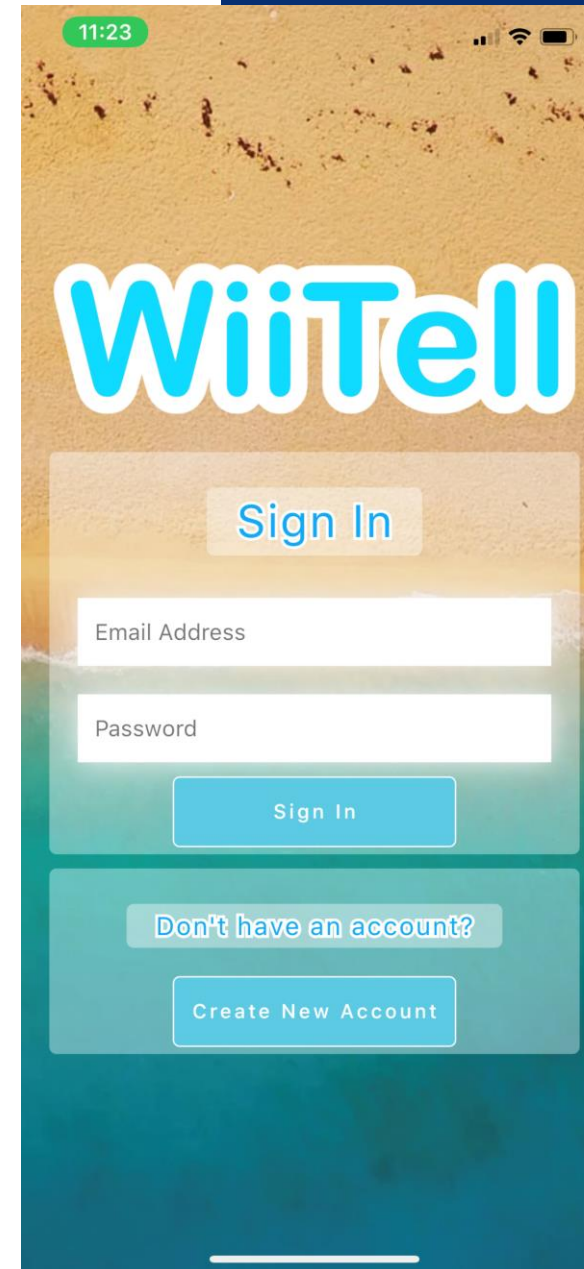 11:23
WiiTell
Sign In
Email Address
Password
Sign In
Don't have an account?
Create New Account